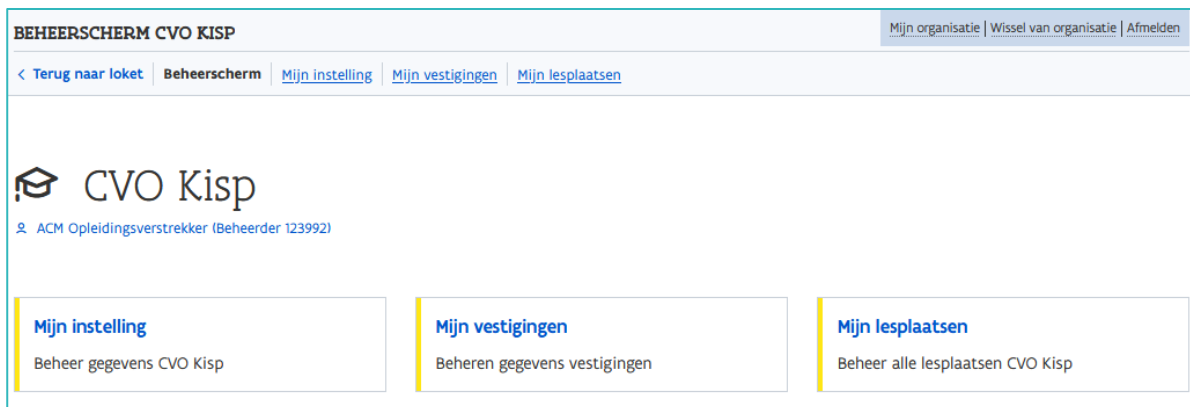 BEHEERSCHERM CVO KISP
Mijn organisatie | Wissel van organisatie | Afmelden
Terug naar loket Beheerscherm Mijn instelling Mijn vestigingen Mijn lesplaatsen
CVO Kisp
ACM Opleidingsverstrekker (Beheerder 123992)
Mijn instelling
Beheer gegevens CVO Kisp
Mijn vestigingen
Beheren gegevens vestigingen
Mijn lesplaatsen
Beheer alle lesplaatsen CVO Kisp